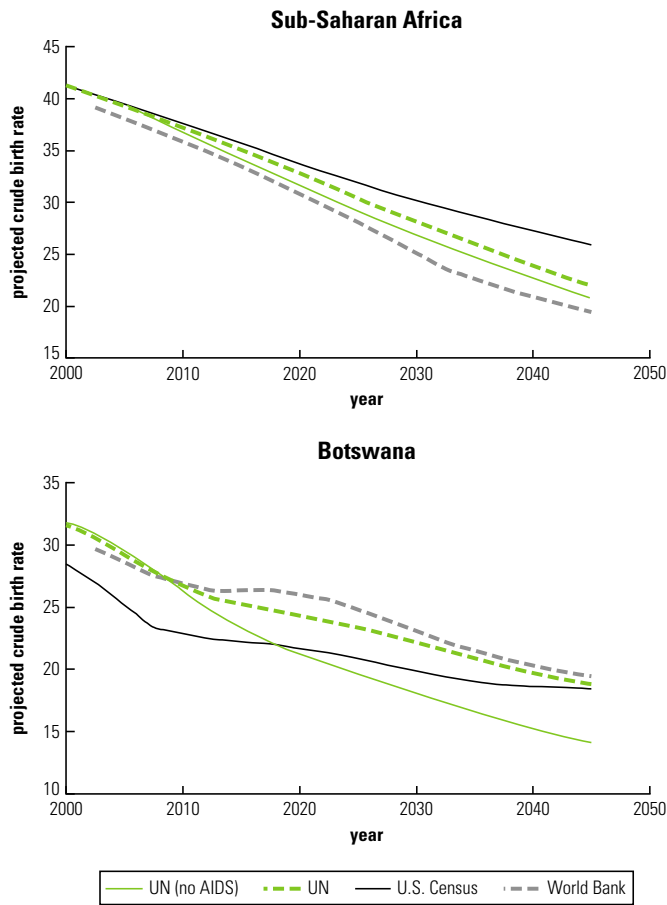 Sub-Saharan Africa
projected crude birth rate
45
40
35
30
25
20
15
2000
2010
2020
2030
2040
2050
year
Botswana
projected crude birth rate
35
30
25
20
15
10
2000
2010
2020
2030
2040
2050
year
UN (no AIDS)
UN
U.S. Census
World Bank